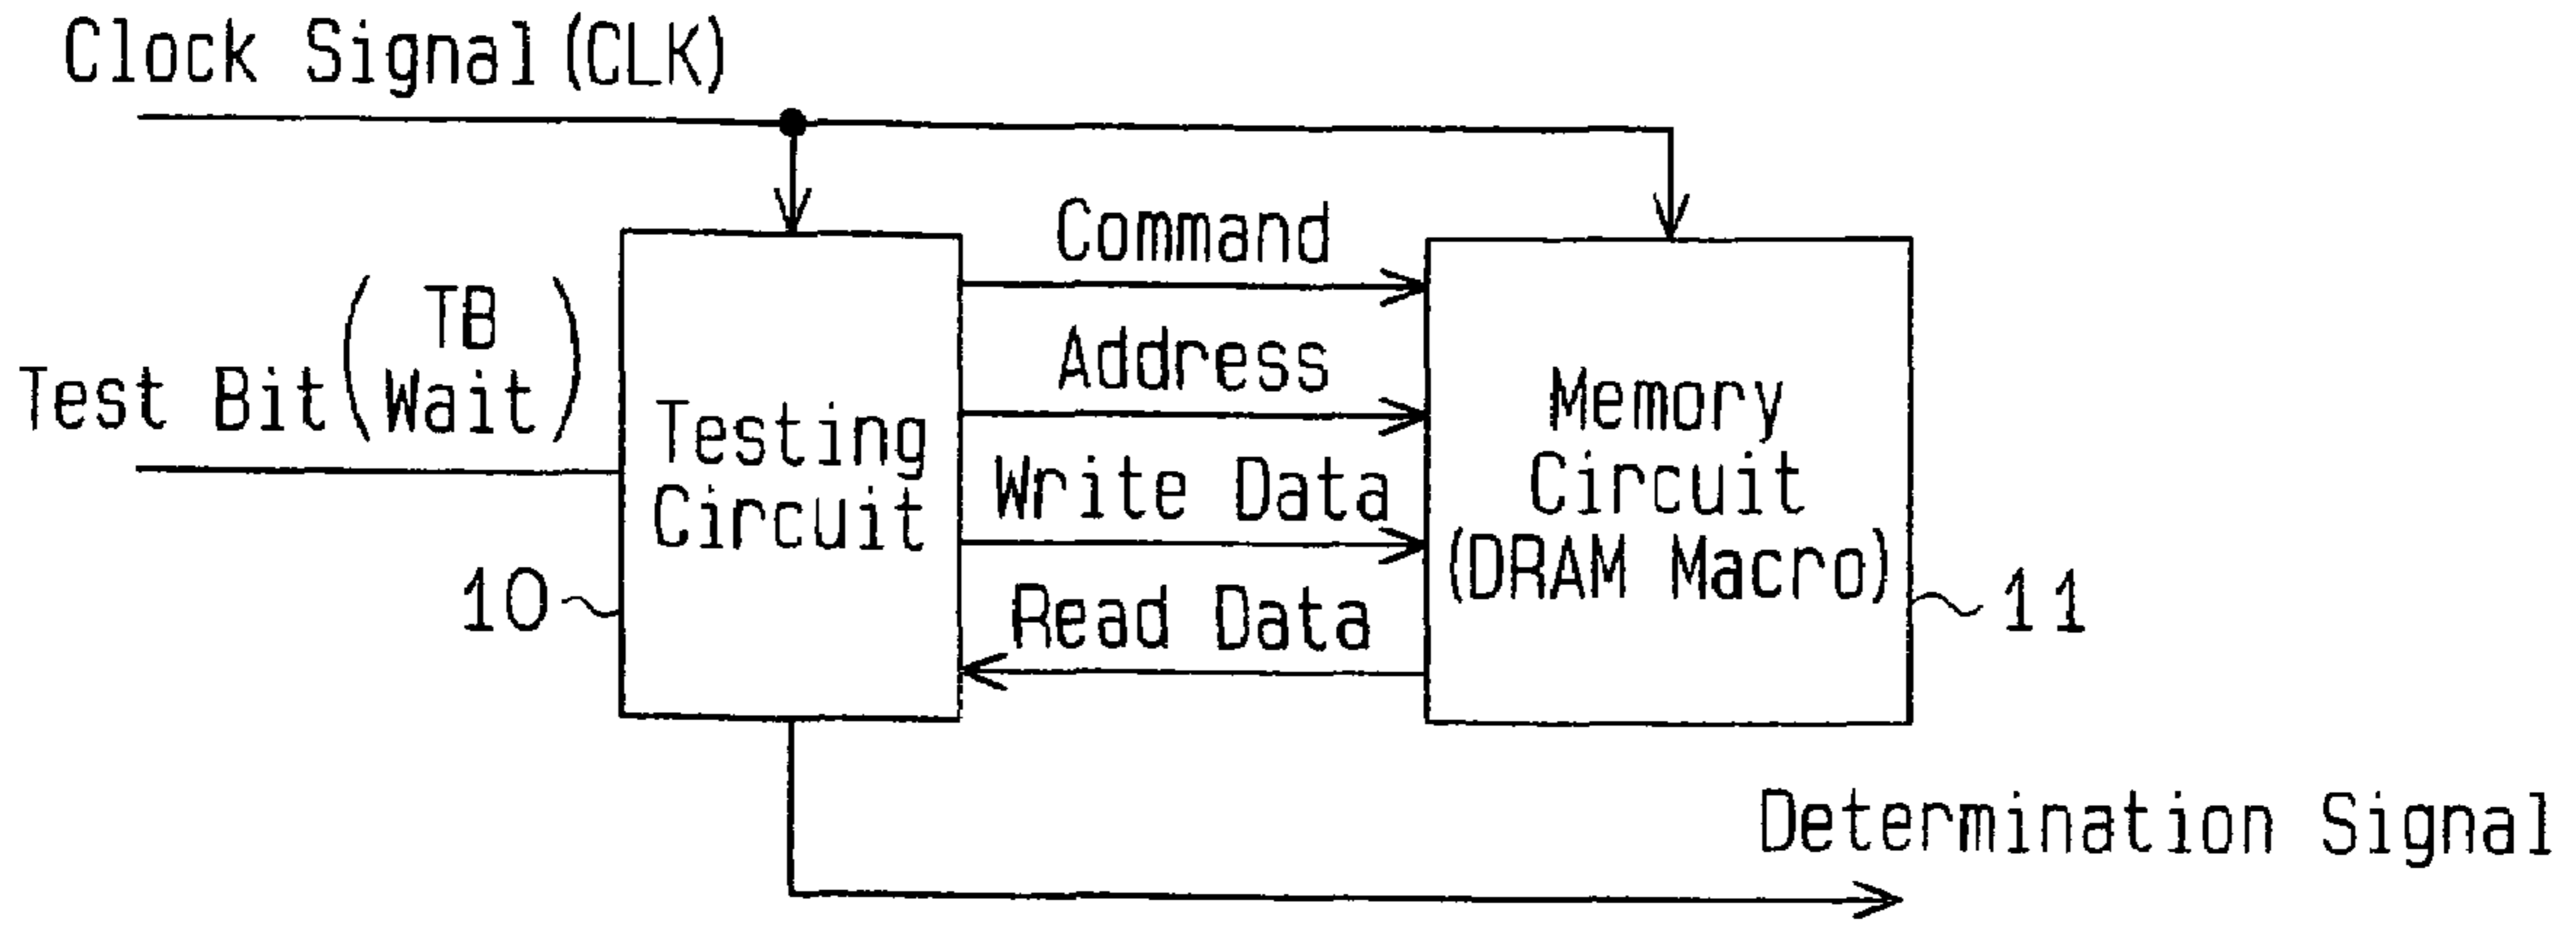 Clock Signal (CLK)
Command
TB
Test Bit (Wait)
Address
Testing
Circuit
Write Data
Memory
Circuit
(DRAM Macro)
10
Read Data
11
Determination Signal